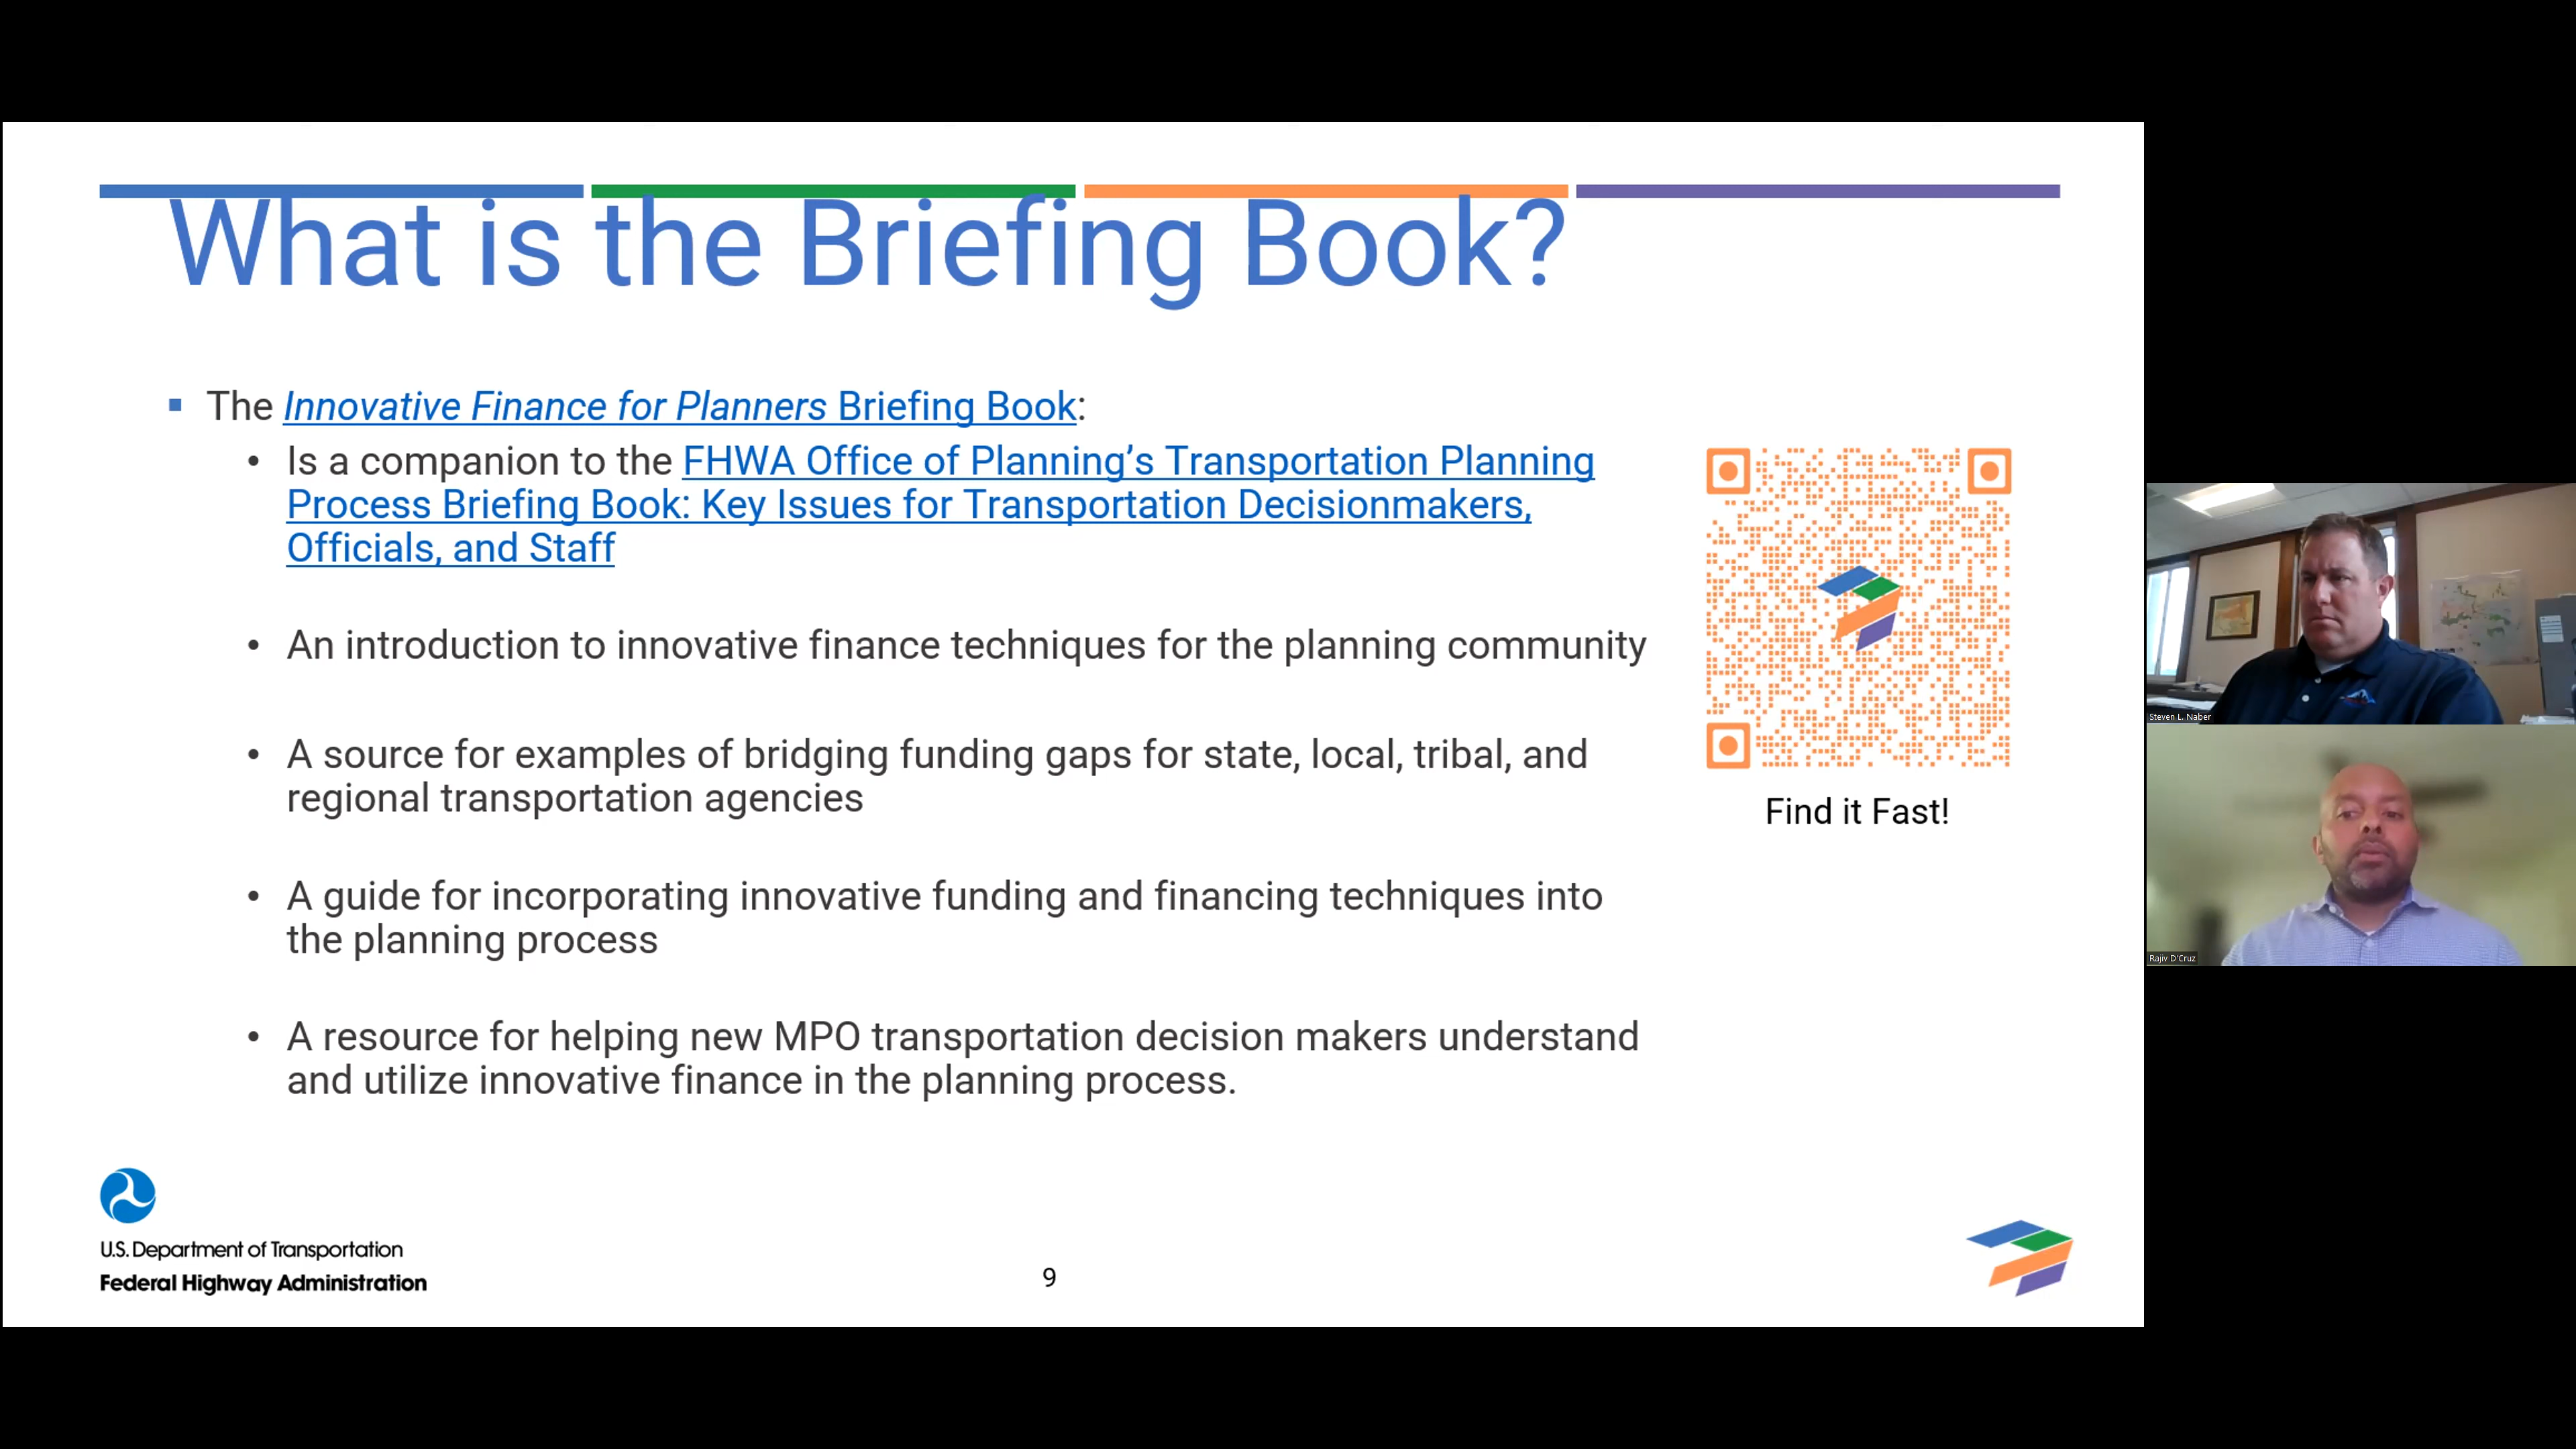 What is the Briefing Book?
The Innovative Finance for Planners Briefing Book:
Is a companion to the FHWA Office of Planning’s Transportation Planning
Process Briefing Book: Key Issues for Transportation Decisionmakers,
Officials, and Staff
An introduction to innovative finance techniques for the planning community
A source for examples of bridging funding gaps for state, local, tribal, and
regional transportation agencies
A guide for incorporating innovative funding and financing techniques into
the planning process
A resource for helping new MPO transportation decision makers understand
and utilize innovative finance in the planning process.
Find it Fast!
U.S. Department of Transportation
Federal Highway Administration
9
Steven L. Naber
Rajiv D'Cruz